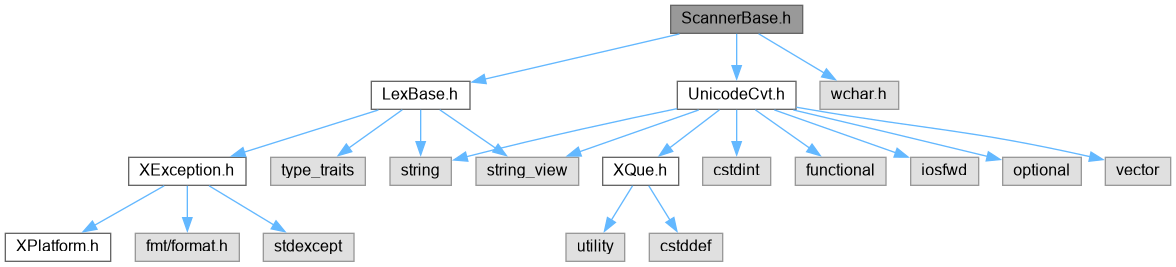 ScannerBase.h
LexBase.h
UnicodeCvt.h
wchar.h
XException.h
type_traits
string
string_view
XQue.h
cstdint
functional
iosfwd
optional
vector
XPlatform.h
fmt/format.h
stdexcept
utility
cstddef